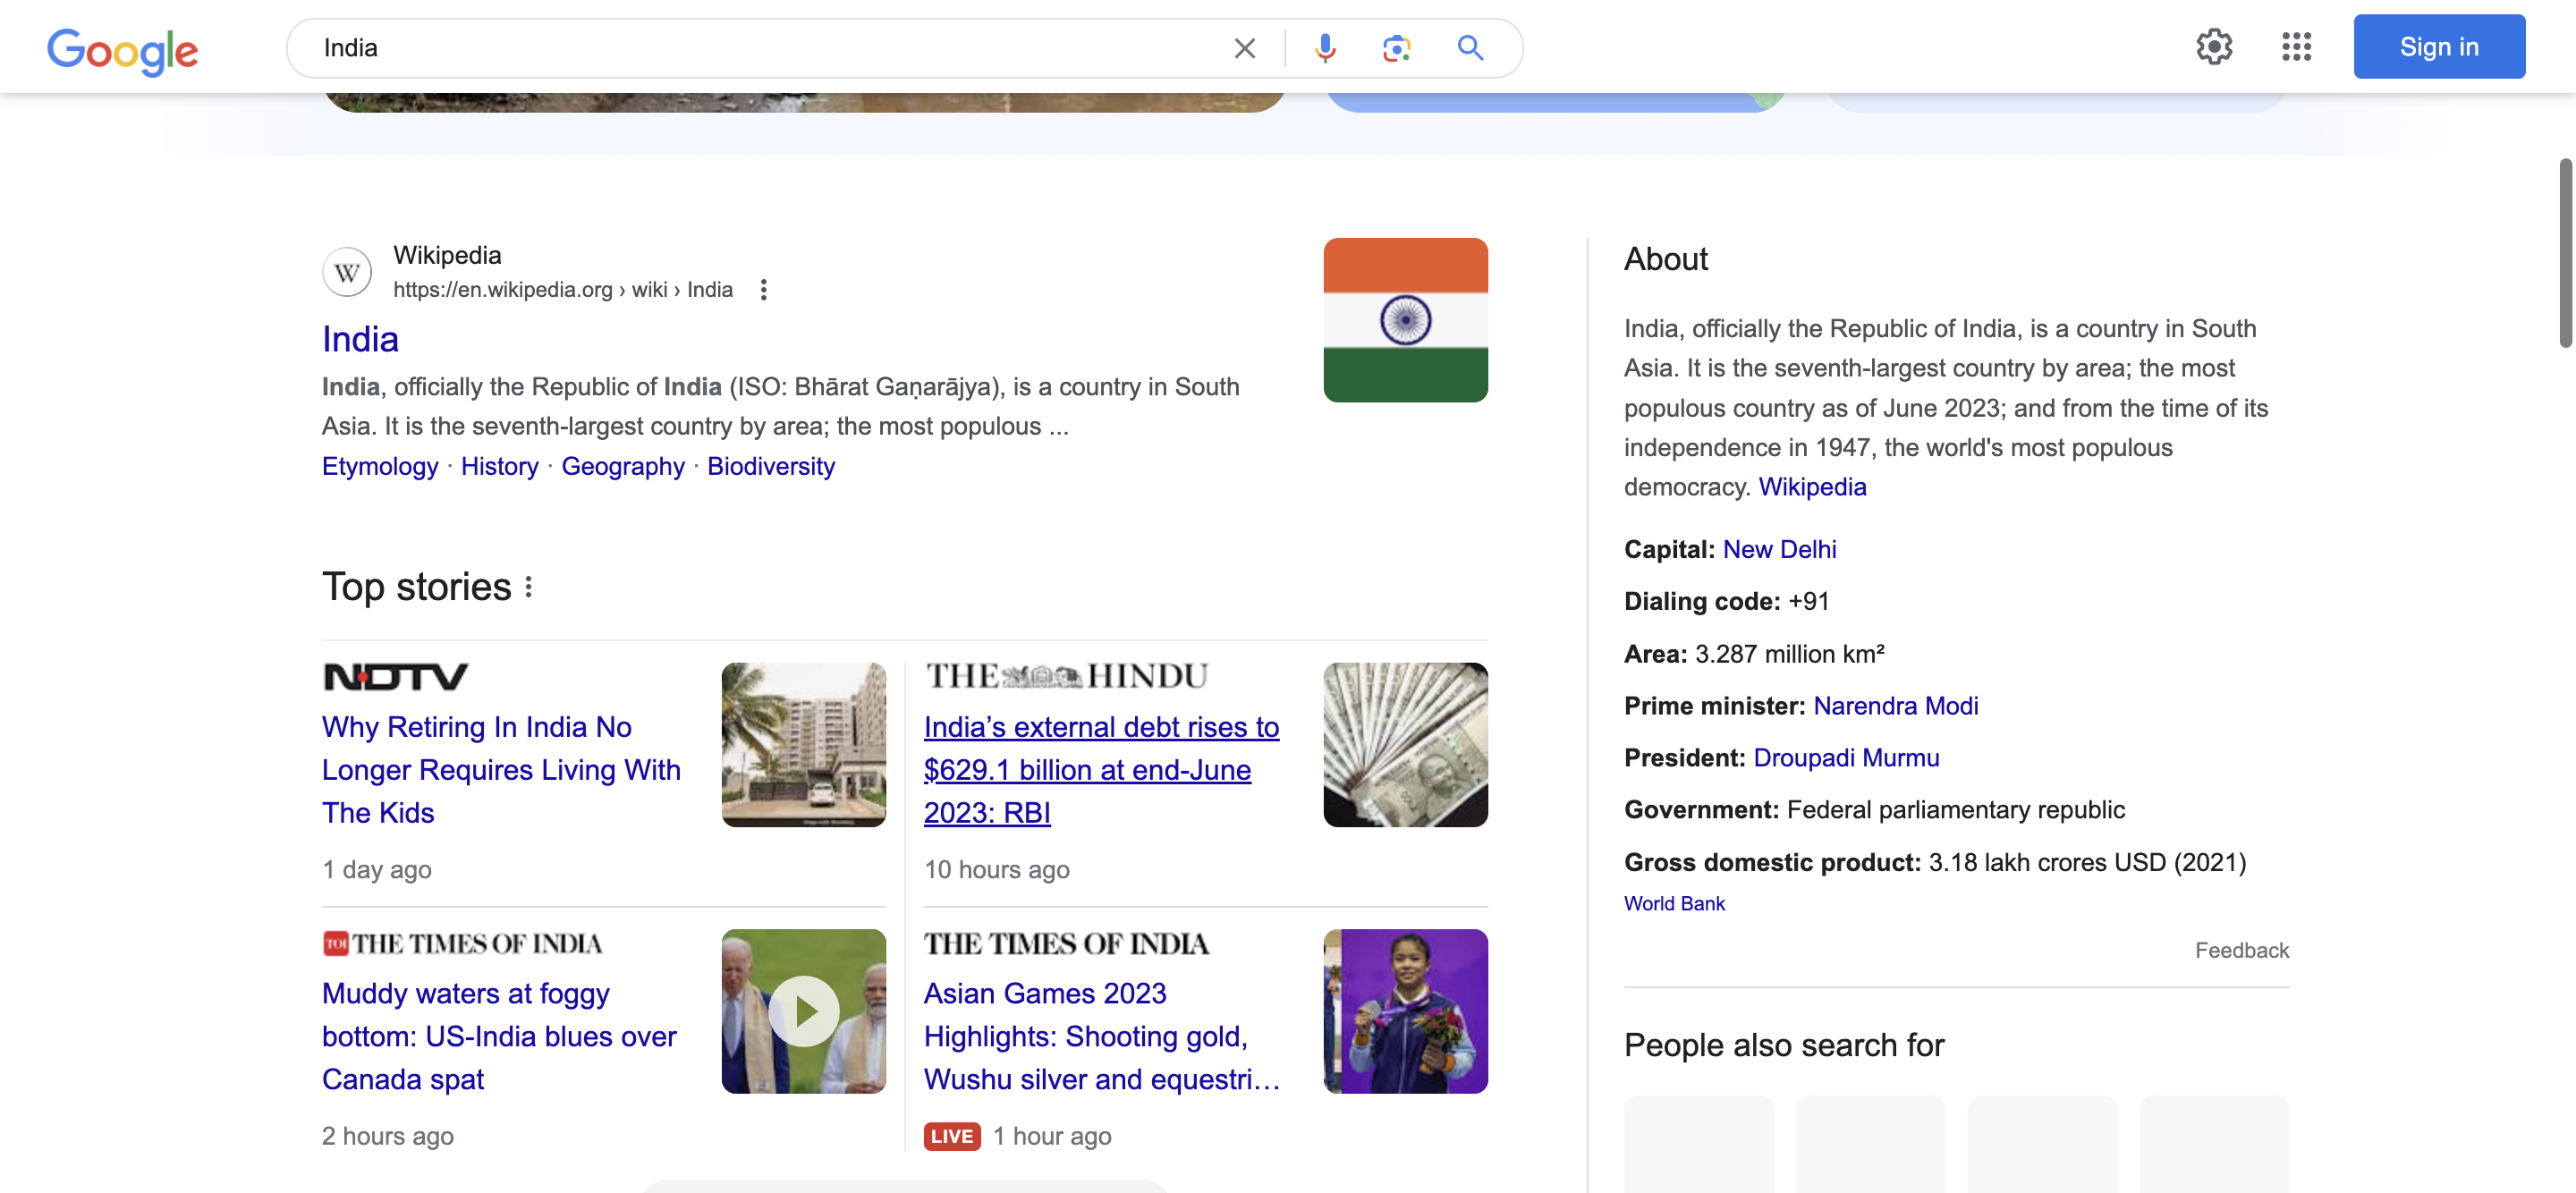 Google
India
Sign in
W
Wikipedia
https://en.wikipedia.org › wiki › India
India
India, officially the Republic of India (ISO: Bhārat Gaṇarājya), is a country in South
Asia. It is the seventh-largest country by area; the most populous ...
Etymology · History · Geography · Biodiversity
Top stories
NDTV
Why Retiring In India No
Longer Requires Living With
The Kids
1 day ago
THE HINDU
India’s external debt rises to
$629.1 billion at end-June
2023: RBI
10 hours ago
TOI THE TIMES OF INDIA
Muddy waters at foggy
bottom: US-India blues over
Canada spat
2 hours ago
THE TIMES OF INDIA
Asian Games 2023
Highlights: Shooting gold,
Wushu silver and equestri...
LIVE 1 hour ago
About
India, officially the Republic of India, is a country in South
Asia. It is the seventh-largest country by area; the most
populous country as of June 2023; and from the time of its
independence in 1947, the world's most populous
democracy. Wikipedia
Capital: New Delhi
Dialing code: +91
Area: 3.287 million km²
Prime minister: Narendra Modi
President: Droupadi Murmu
Government: Federal parliamentary republic
Gross domestic product: 3.18 lakh crores USD (2021)
World Bank
Feedback
People also search for